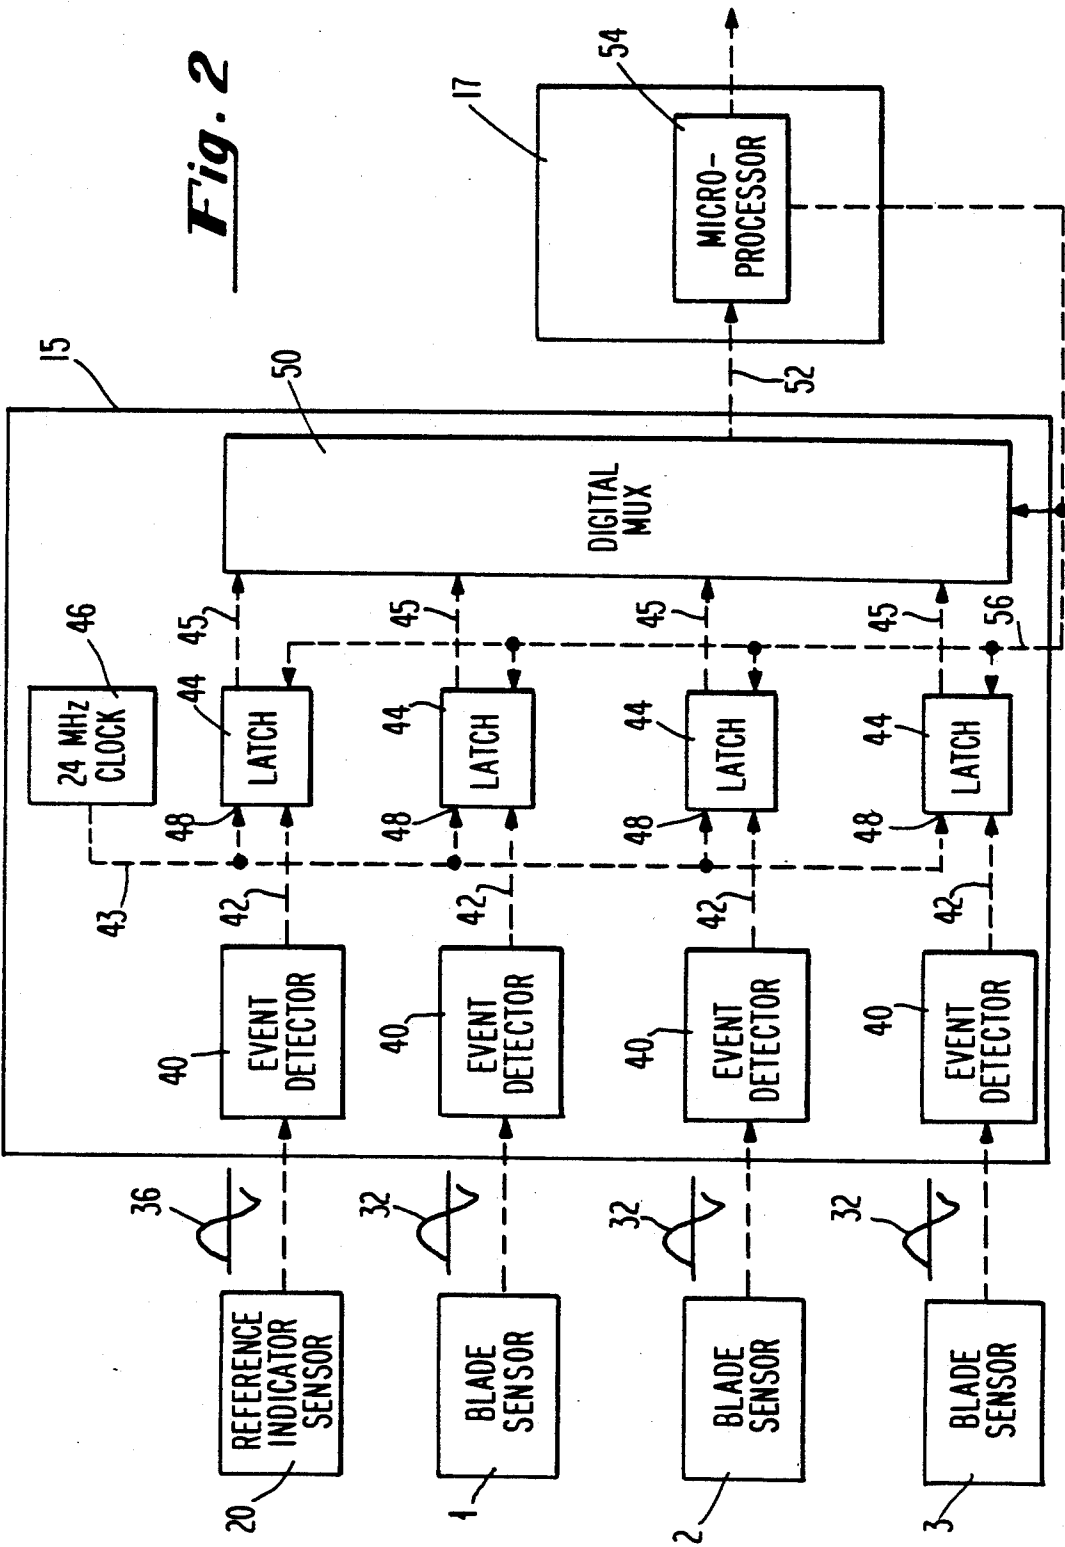 Fig. 2
15
46
24 MHz
CLOCK
43
50
DIGITAL
MUX
17
54
MICRO-
PROCESSOR
52
56
20
REFERENCE
INDICATOR
SENSOR
36
40
EVENT
DETECTOR
42
48
44
LATCH
45
1
BLADE
SENSOR
32
40
EVENT
DETECTOR
42
48
44
LATCH
45
2
BLADE
SENSOR
32
40
EVENT
DETECTOR
42
48
44
LATCH
45
3
BLADE
SENSOR
32
40
EVENT
DETECTOR
42
48
44
LATCH
45